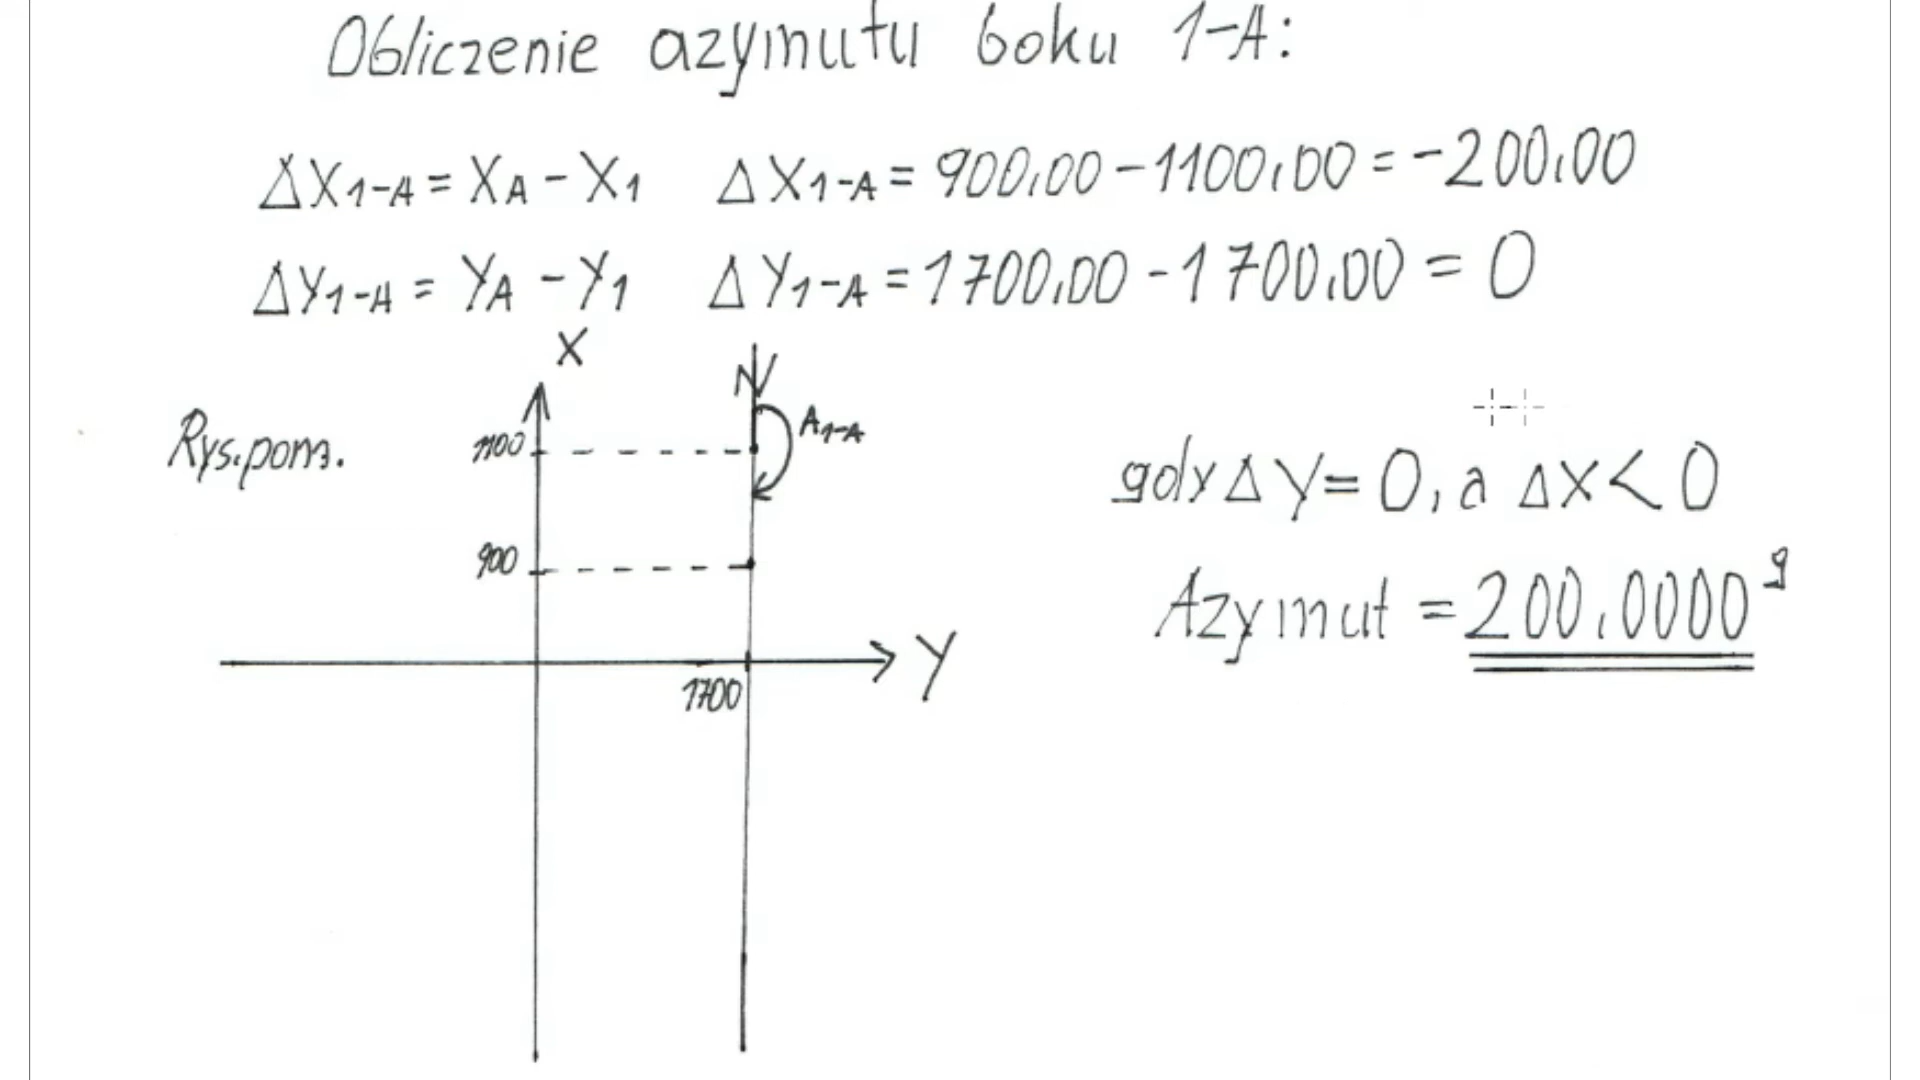 Obliczenie azymutu boku 1-A:
ΔX1-A = XA - X1   ΔX1-A = 900,00 - 1100,00 = -200,00
ΔY1-A = YA - Y1   ΔY1-A = 1700,00 - 1700,00 = 0
X
N
A1-A
1100
Rys. pom.
gdy ΔY = 0, a ΔX < 0
900
Azymut = 200,0000g
Y
1700